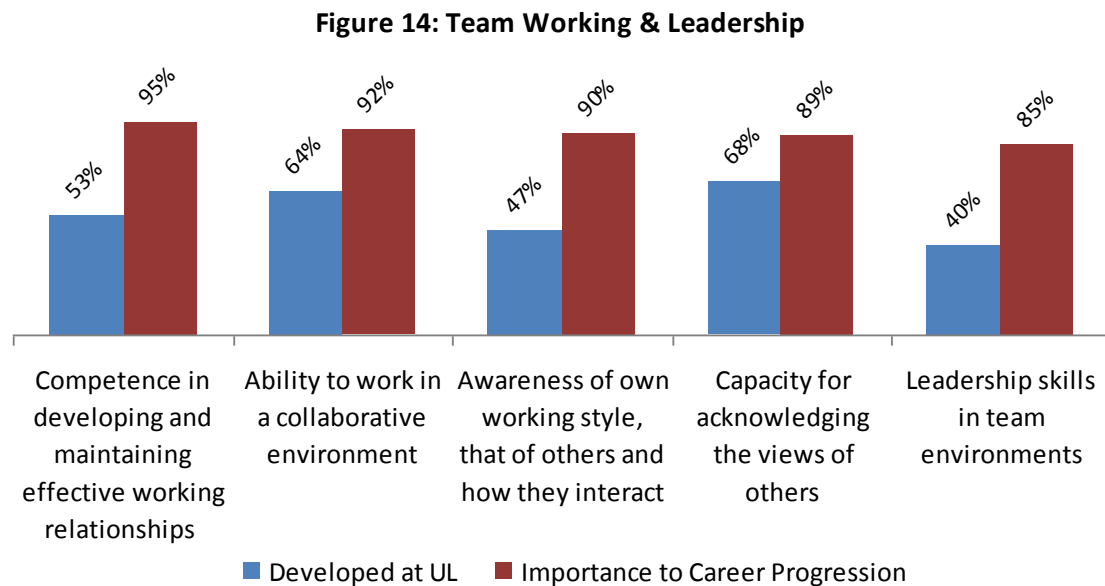 Figure 14: Team Working & Leadership
53%
95%
64%
92%
47%
90%
68%
89%
40%
85%
Competence in
developing and
maintaining
effective working
relationships
Ability to work in
a collaborative
environment
Awareness of own
working style,
that of others and
how they interact
Capacity for
acknowledging
the views of
others
Leadership skills
in team
environments
Developed at UL
Importance to Career Progression